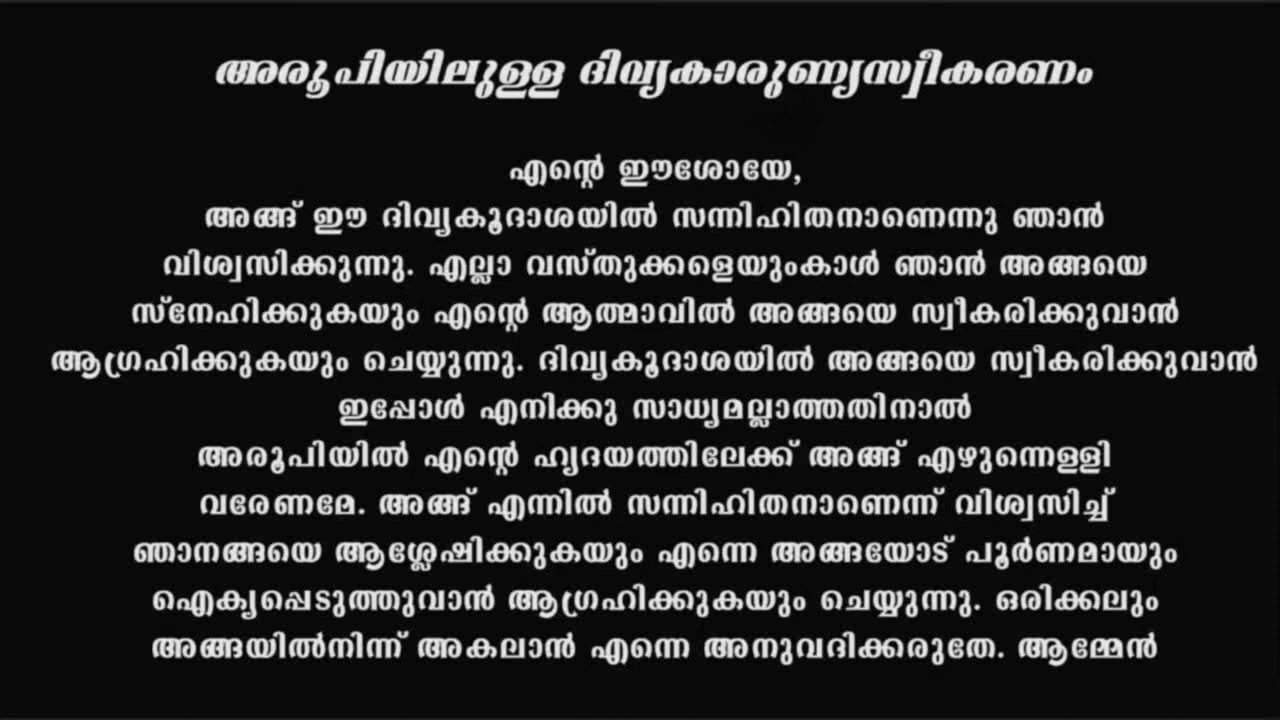 അരൂപിയിലുള്ള ദിവ്യകാരുണ്യസ്വീകരണം
എന്റെ ഈശോയേ,
അങ്ങ് ഈ ദിവ്യകൂദാശയിൽ സന്നിഹിതനാണെന്നു ഞാൻ
വിശ്വസിക്കുന്നു. എല്ലാ വസ്തുക്കളെയുംകാൾ ഞാൻ അങ്ങയെ
സ്നേഹിക്കുകയും എന്റെ ആത്മാവിൽ അങ്ങയെ സ്വീകരിക്കുവാൻ
ആഗ്രഹിക്കുകയും ചെയ്യുന്നു. ദിവ്യകൂദാശയിൽ അങ്ങയെ സ്വീകരിക്കുവാൻ
ഇപ്പോൾ എനിക്കു സാധ്യമല്ലാത്തതിനാൽ
അരൂപിയിൽ എന്റെ ഹൃദയത്തിലേക്ക് അങ്ങ് എഴുന്നെള്ളി
വരേണമേ. അങ്ങ് എന്നിൽ സന്നിഹിതനാണെന്ന് വിശ്വസിച്ച്
ഞാനങ്ങയെ ആശ്ലേഷിക്കുകയും എന്നെ അങ്ങയോട് പൂർണമായും
ഐക്യപ്പെടുത്തുവാൻ ആഗ്രഹിക്കുകയും ചെയ്യുന്നു. ഒരിക്കലും
അങ്ങയിൽനിന്ന് അകലാൻ എന്നെ അനുവദിക്കരുതേ. ആമ്മേൻ